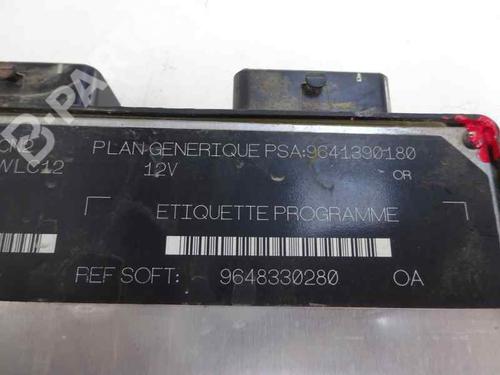 PLAN GENERIQUE PSA:9641390180
WLC12 12V OR
ETIQUETTE PROGRAMME
REF SOFT: 9648330280 OA